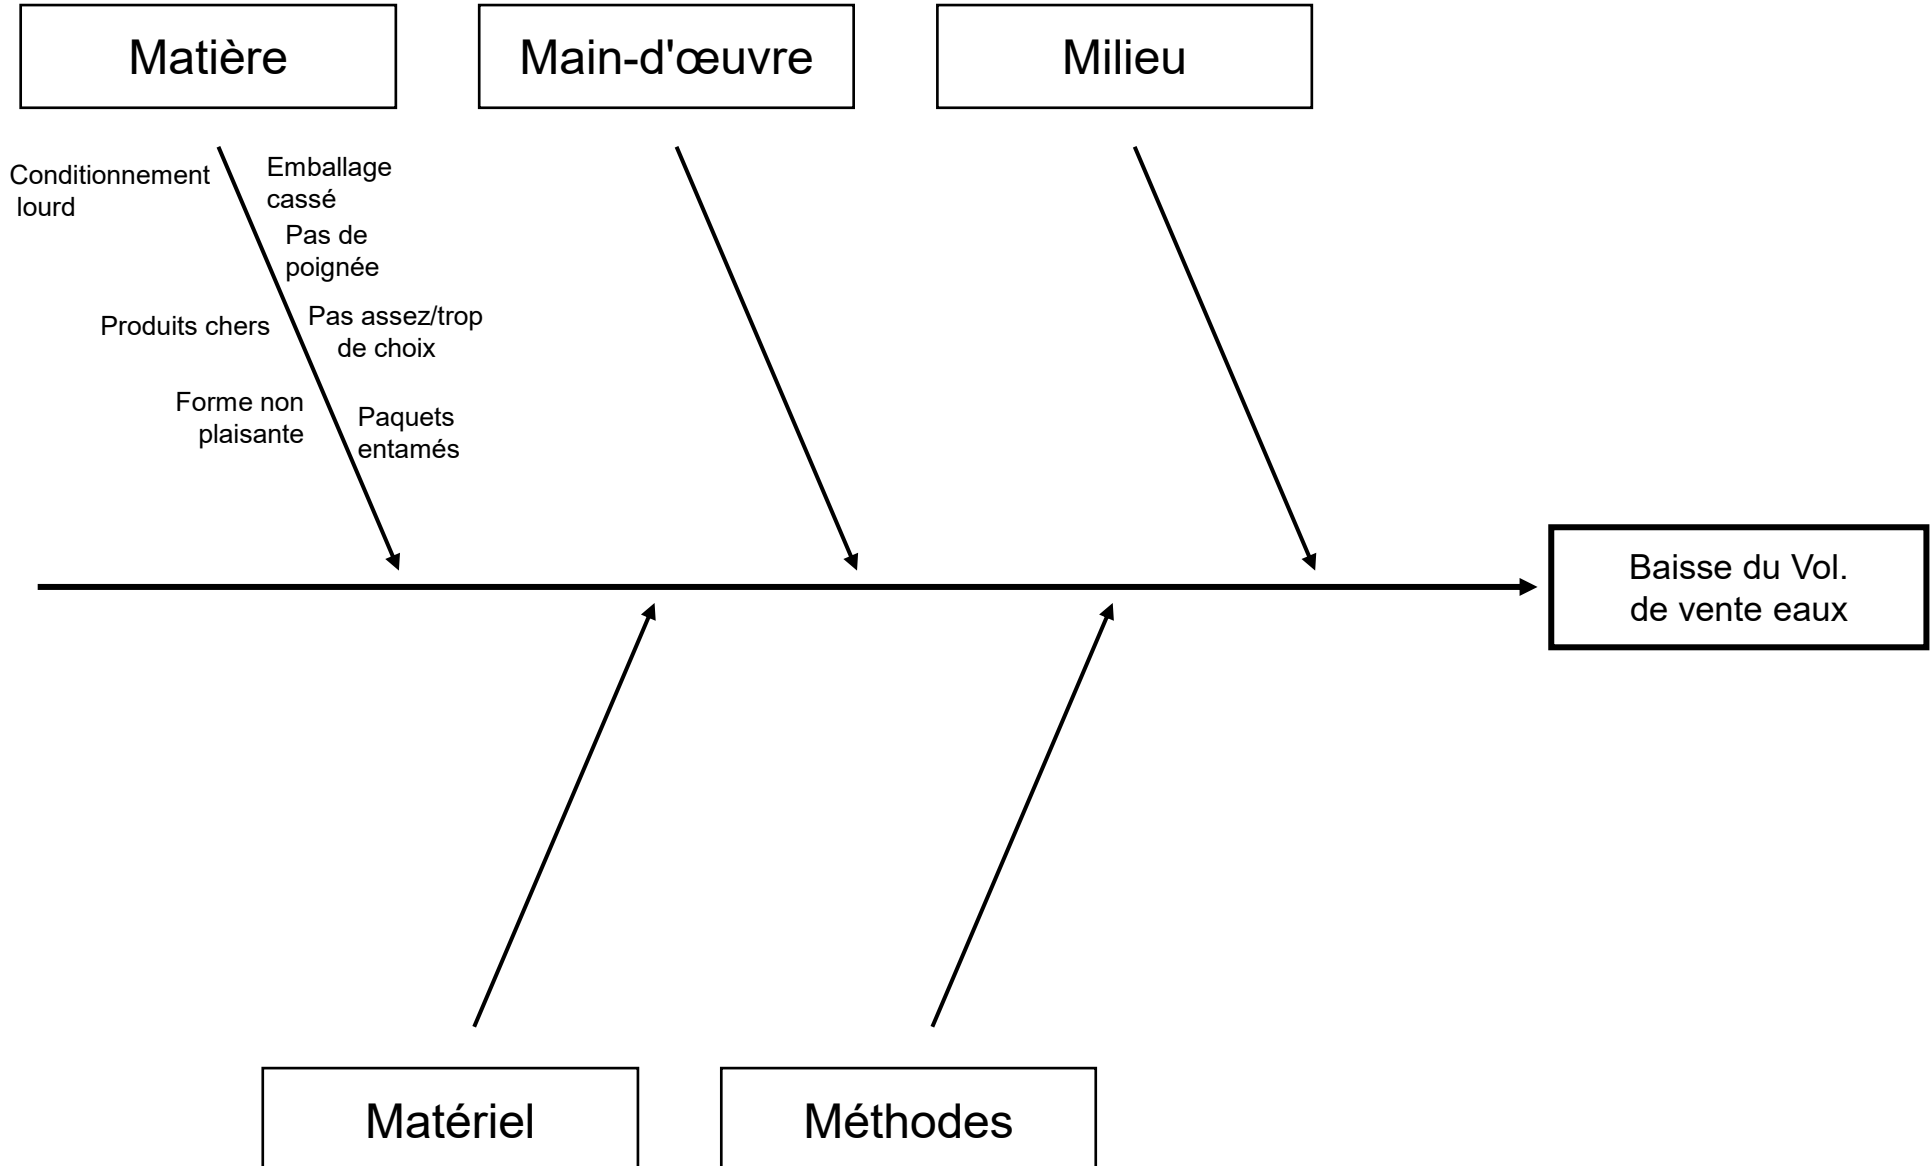 Matière
Main-d'œuvre
Milieu
Conditionnement
lourd
Emballage
cassé
Pas de
poignée
Produits chers
Pas assez/trop
de choix
Forme non
plaisante
Paquets
entamés
Baisse du Vol.
de vente eaux
Matériel
Méthodes